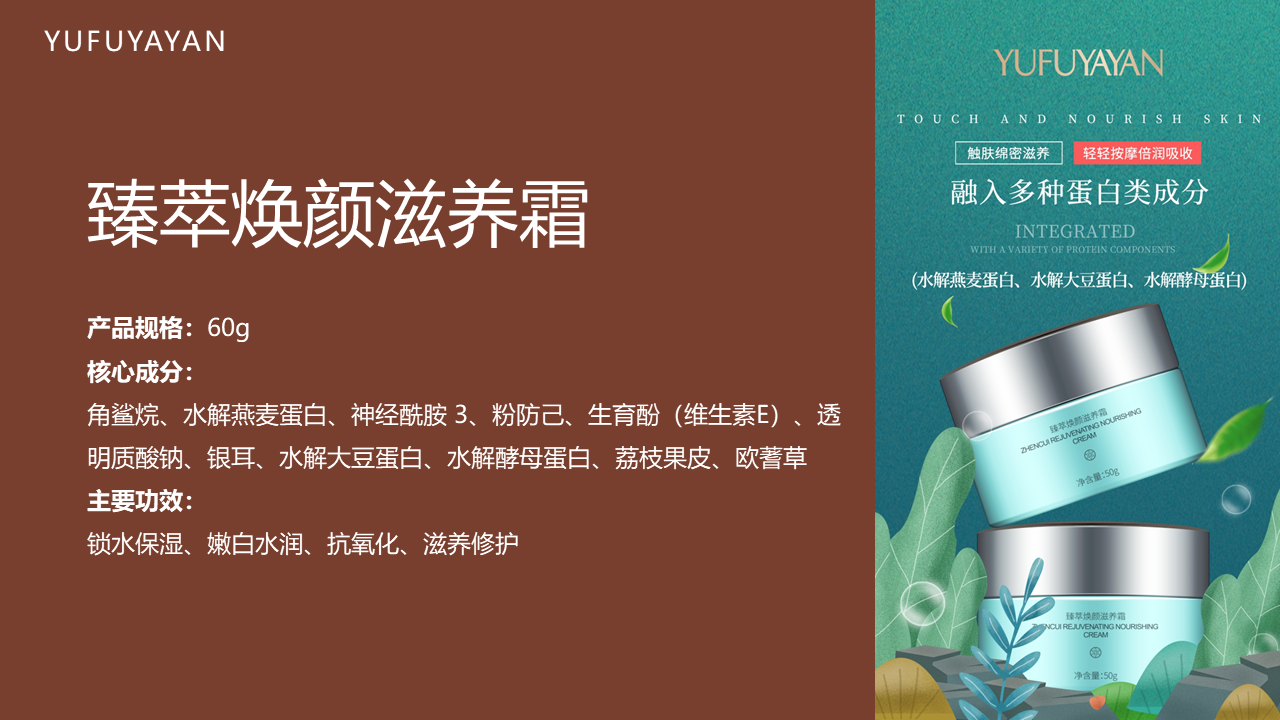 YUFUYAYAN
臻萃焕颜滋养霜
产品规格：60g
核心成分：
角鲨烷、水解燕麦蛋白、神经酰胺 3、粉防己、生育酚（维生素E）、透
明质酸钠、银耳、水解大豆蛋白、水解酵母蛋白、荔枝果皮、欧蓍草
主要功效：
锁水保湿、嫩白水润、抗氧化、滋养修护
YUFUYAYAN
TOUCH AND NOURISH SKIN
触肤绵密滋养 轻轻按摩倍润吸收
融入多种蛋白类成分
INTEGRATED
WITH A VARIETY OF PROTEIN COMPONENTS
(水解燕麦蛋白、水解大豆蛋白、水解酵母蛋白)
臻萃焕颜滋养霜
ZHENCUI REJUVENATING NOURISHING
CREAM
净含量:50g
臻萃焕颜滋养霜
ZHENCUI REJUVENATING NOURISHING
CREAM
净含量:50g